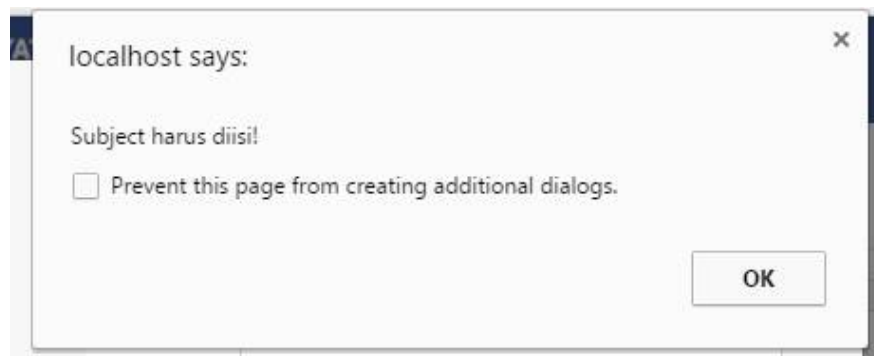 localhost says:
Subject harus diisi!
Prevent this page from creating additional dialogs.
OK